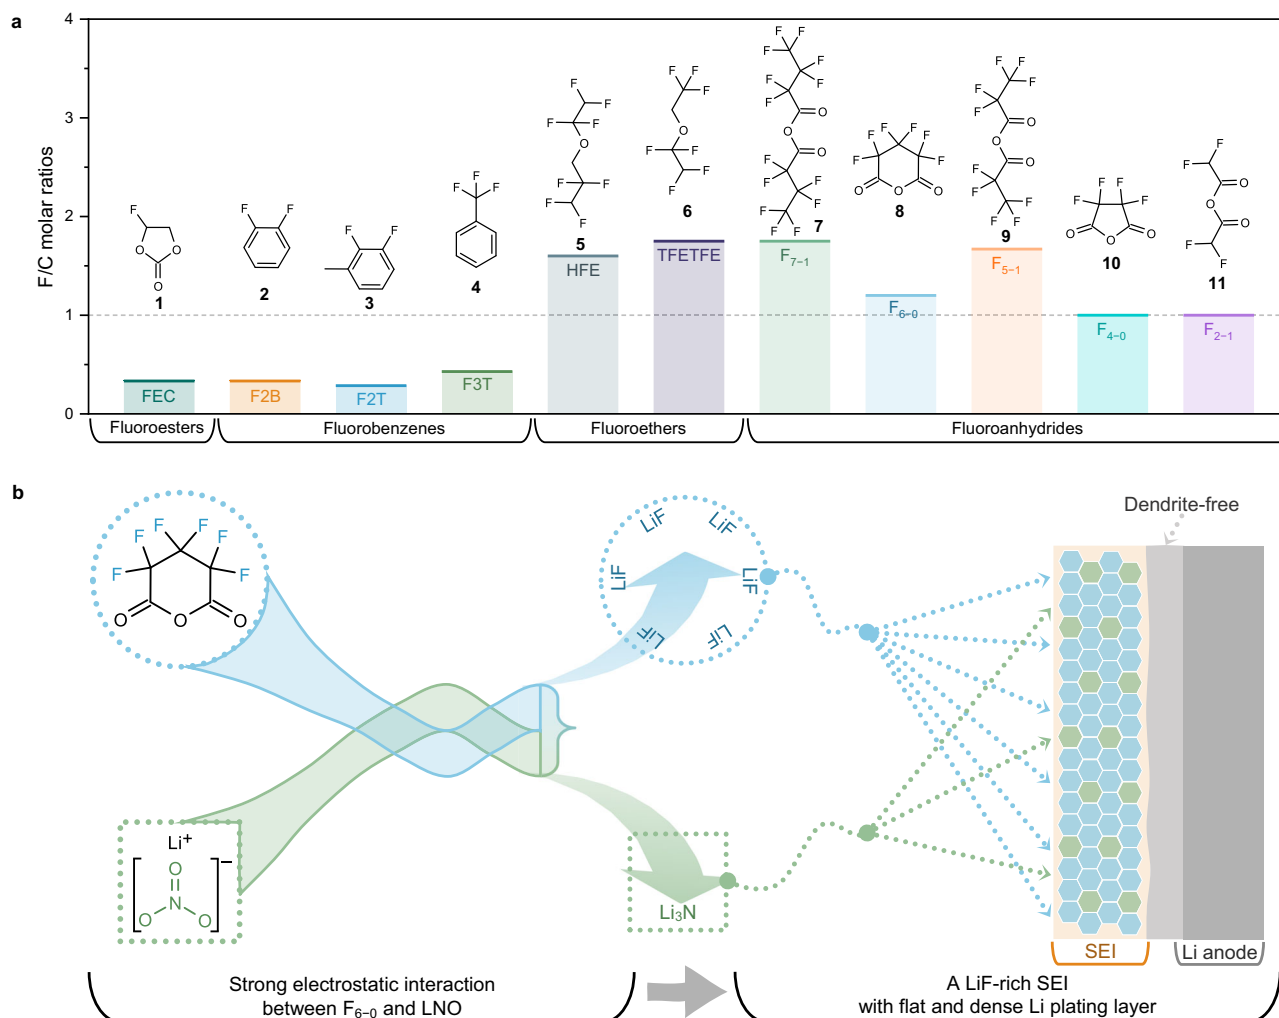 a
F/C molar ratios
4
3
2
1
0
F
O
O
O
1
FEC
F
F
2
F2B
F
F
3
F2T
F
F
F
4
F3T
F
F
F
F
O
F
F
F
F
5
HFE
F
F
F
O
F
F
F
F
6
TFETFE
F
F
F
F
F
F
F
O
O
O
F
F
F
F
F
F
F
7
F₇₋₁
F
F
F
F
F
F
O
O
O
8
F₆₋₀
F
F
F
F
F
O
O
O
F
F
F
F
F
9
F₅₋₁
F
F
F
F
O
O
O
10
F₄₋₀
F
F
O
O
O
F
F
11
F₂₋₁
Fluoroesters
Fluorobenzenes
Fluoroethers
Fluoroanhydrides
b
F
F
F
F
F
F
O
O
O
Li⁺
O
N
O
O
−
LiF
LiF
LiF
LiF
LiF
LiF
Li₃N
Dendrite-free
SEI
Li anode
Strong electrostatic interaction
between F₆₋₀ and LNO
A LiF-rich SEI
with flat and dense Li plating layer